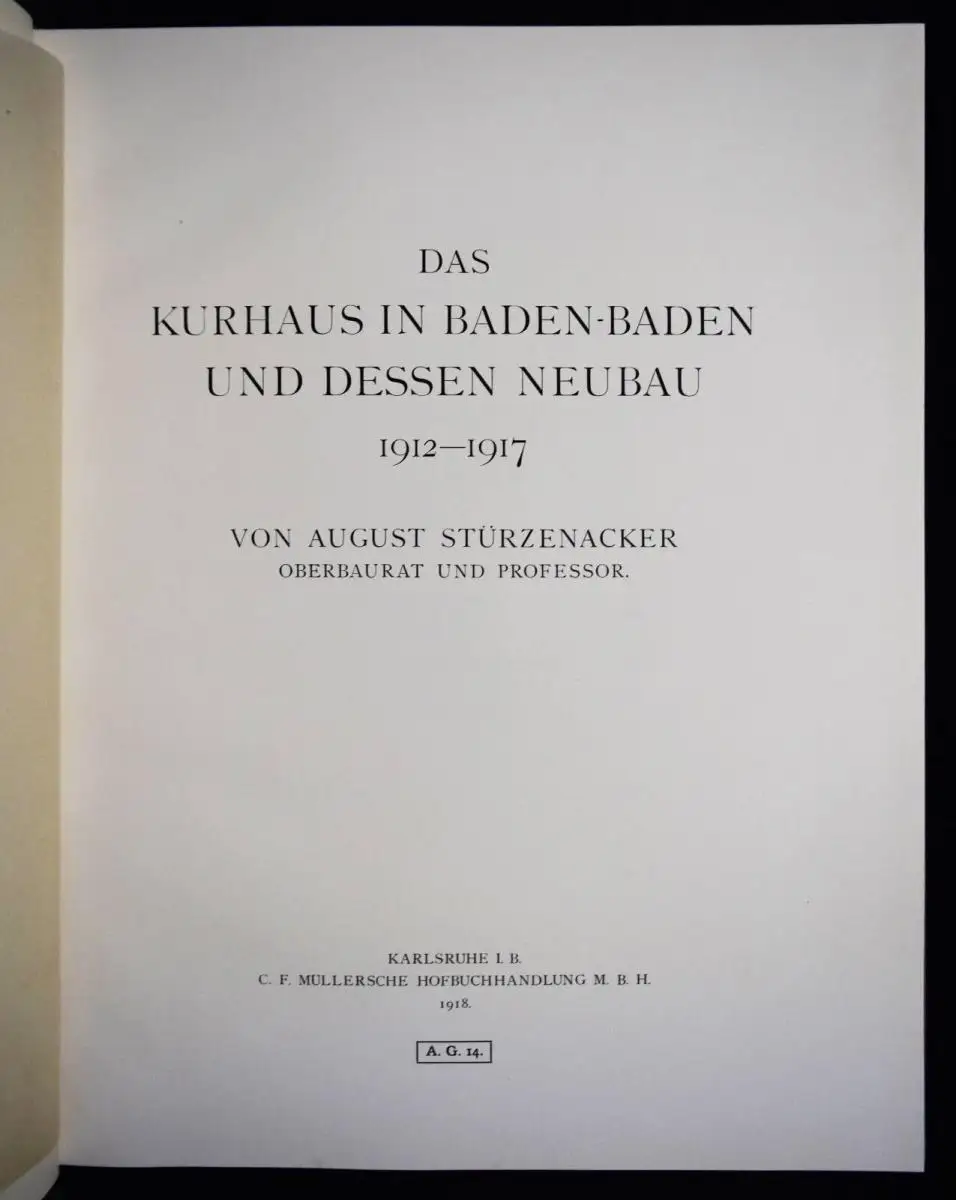 DAS
KURHAUS IN BADEN-BADEN
UND DESSEN NEUBAU
1912—1917
VON AUGUST STÜRZENACKER
OBERBAURAT UND PROFESSOR.
KARLSRUHE I. B.
C. F. MÜLLERSCHE HOFBUCHHANDLUNG M. B. H.
1918.
A. G. 14.